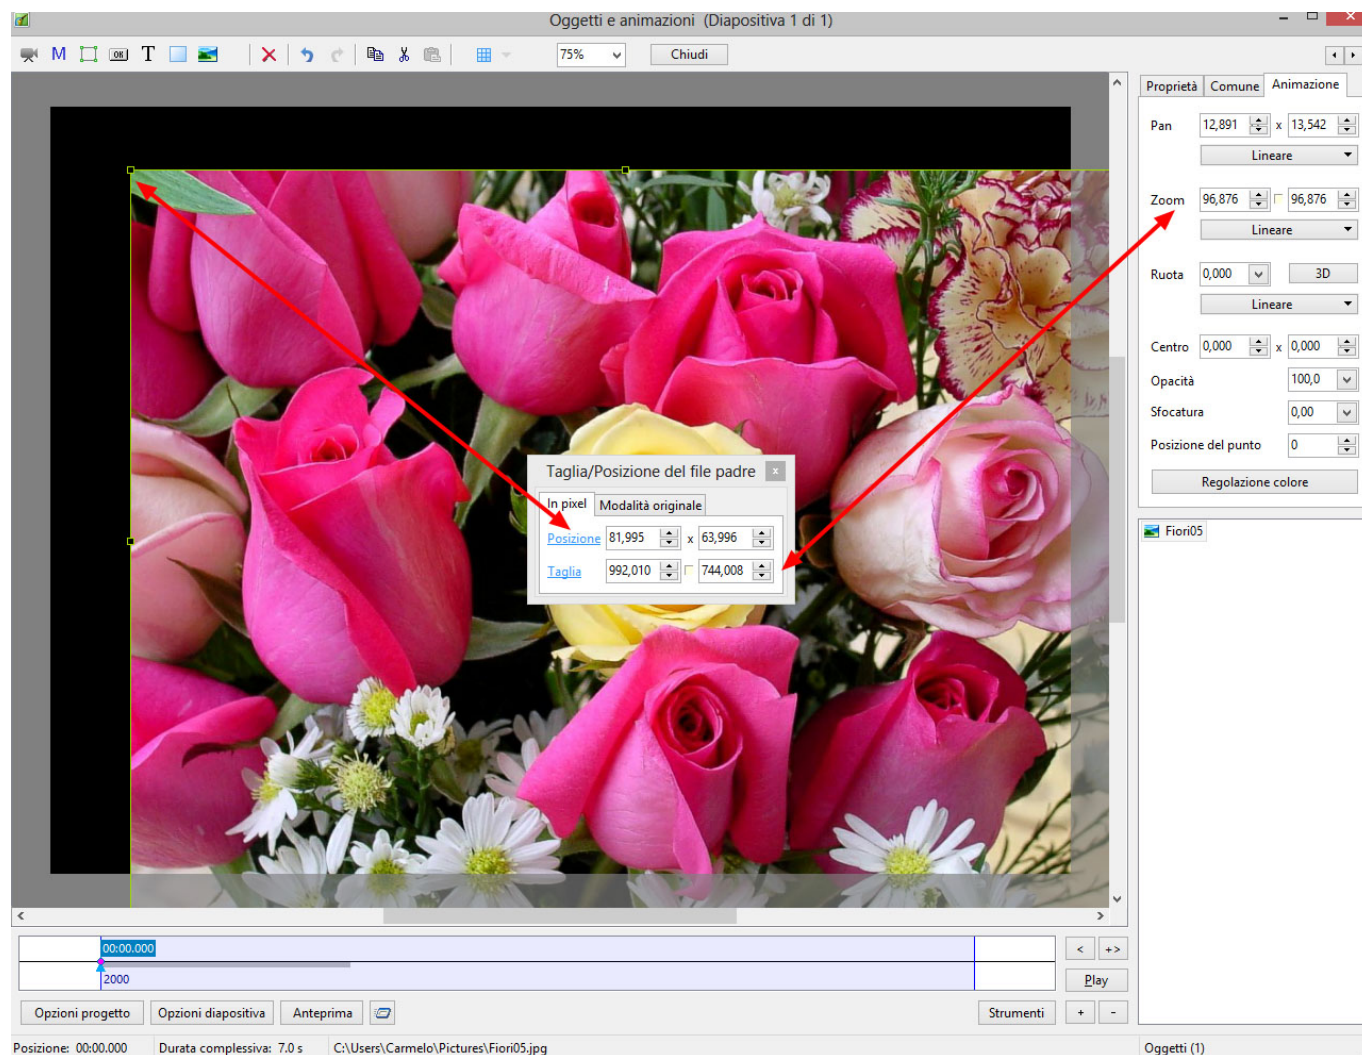 Oggetti e animazioni (Diapositiva 1 di 1)
M OK T 75% Chiudi
Proprietà Comune Animazione
Pan 12,891 x 13,542
Lineare
Zoom 96,876 96,876
Lineare
Ruota 0,000 3D
Lineare
Centro 0,000 x 0,000
Opacità 100,0
Sfocatura 0,00
Posizione del punto 0
Regolazione colore
Fiori05
Taglia/Posizione del file padre x
In pixel Modalità originale
Posizione 81,995 x 63,996
Taglia 992,010 744,008
00:00.000
2000
< +>
Play
Opzioni progetto Opzioni diapositiva Anteprima Strumenti + -
Posizione: 00:00.000 Durata complessiva: 7.0 s C:\Users\Carmelo\Pictures\Fiori05.jpg Oggetti (1)